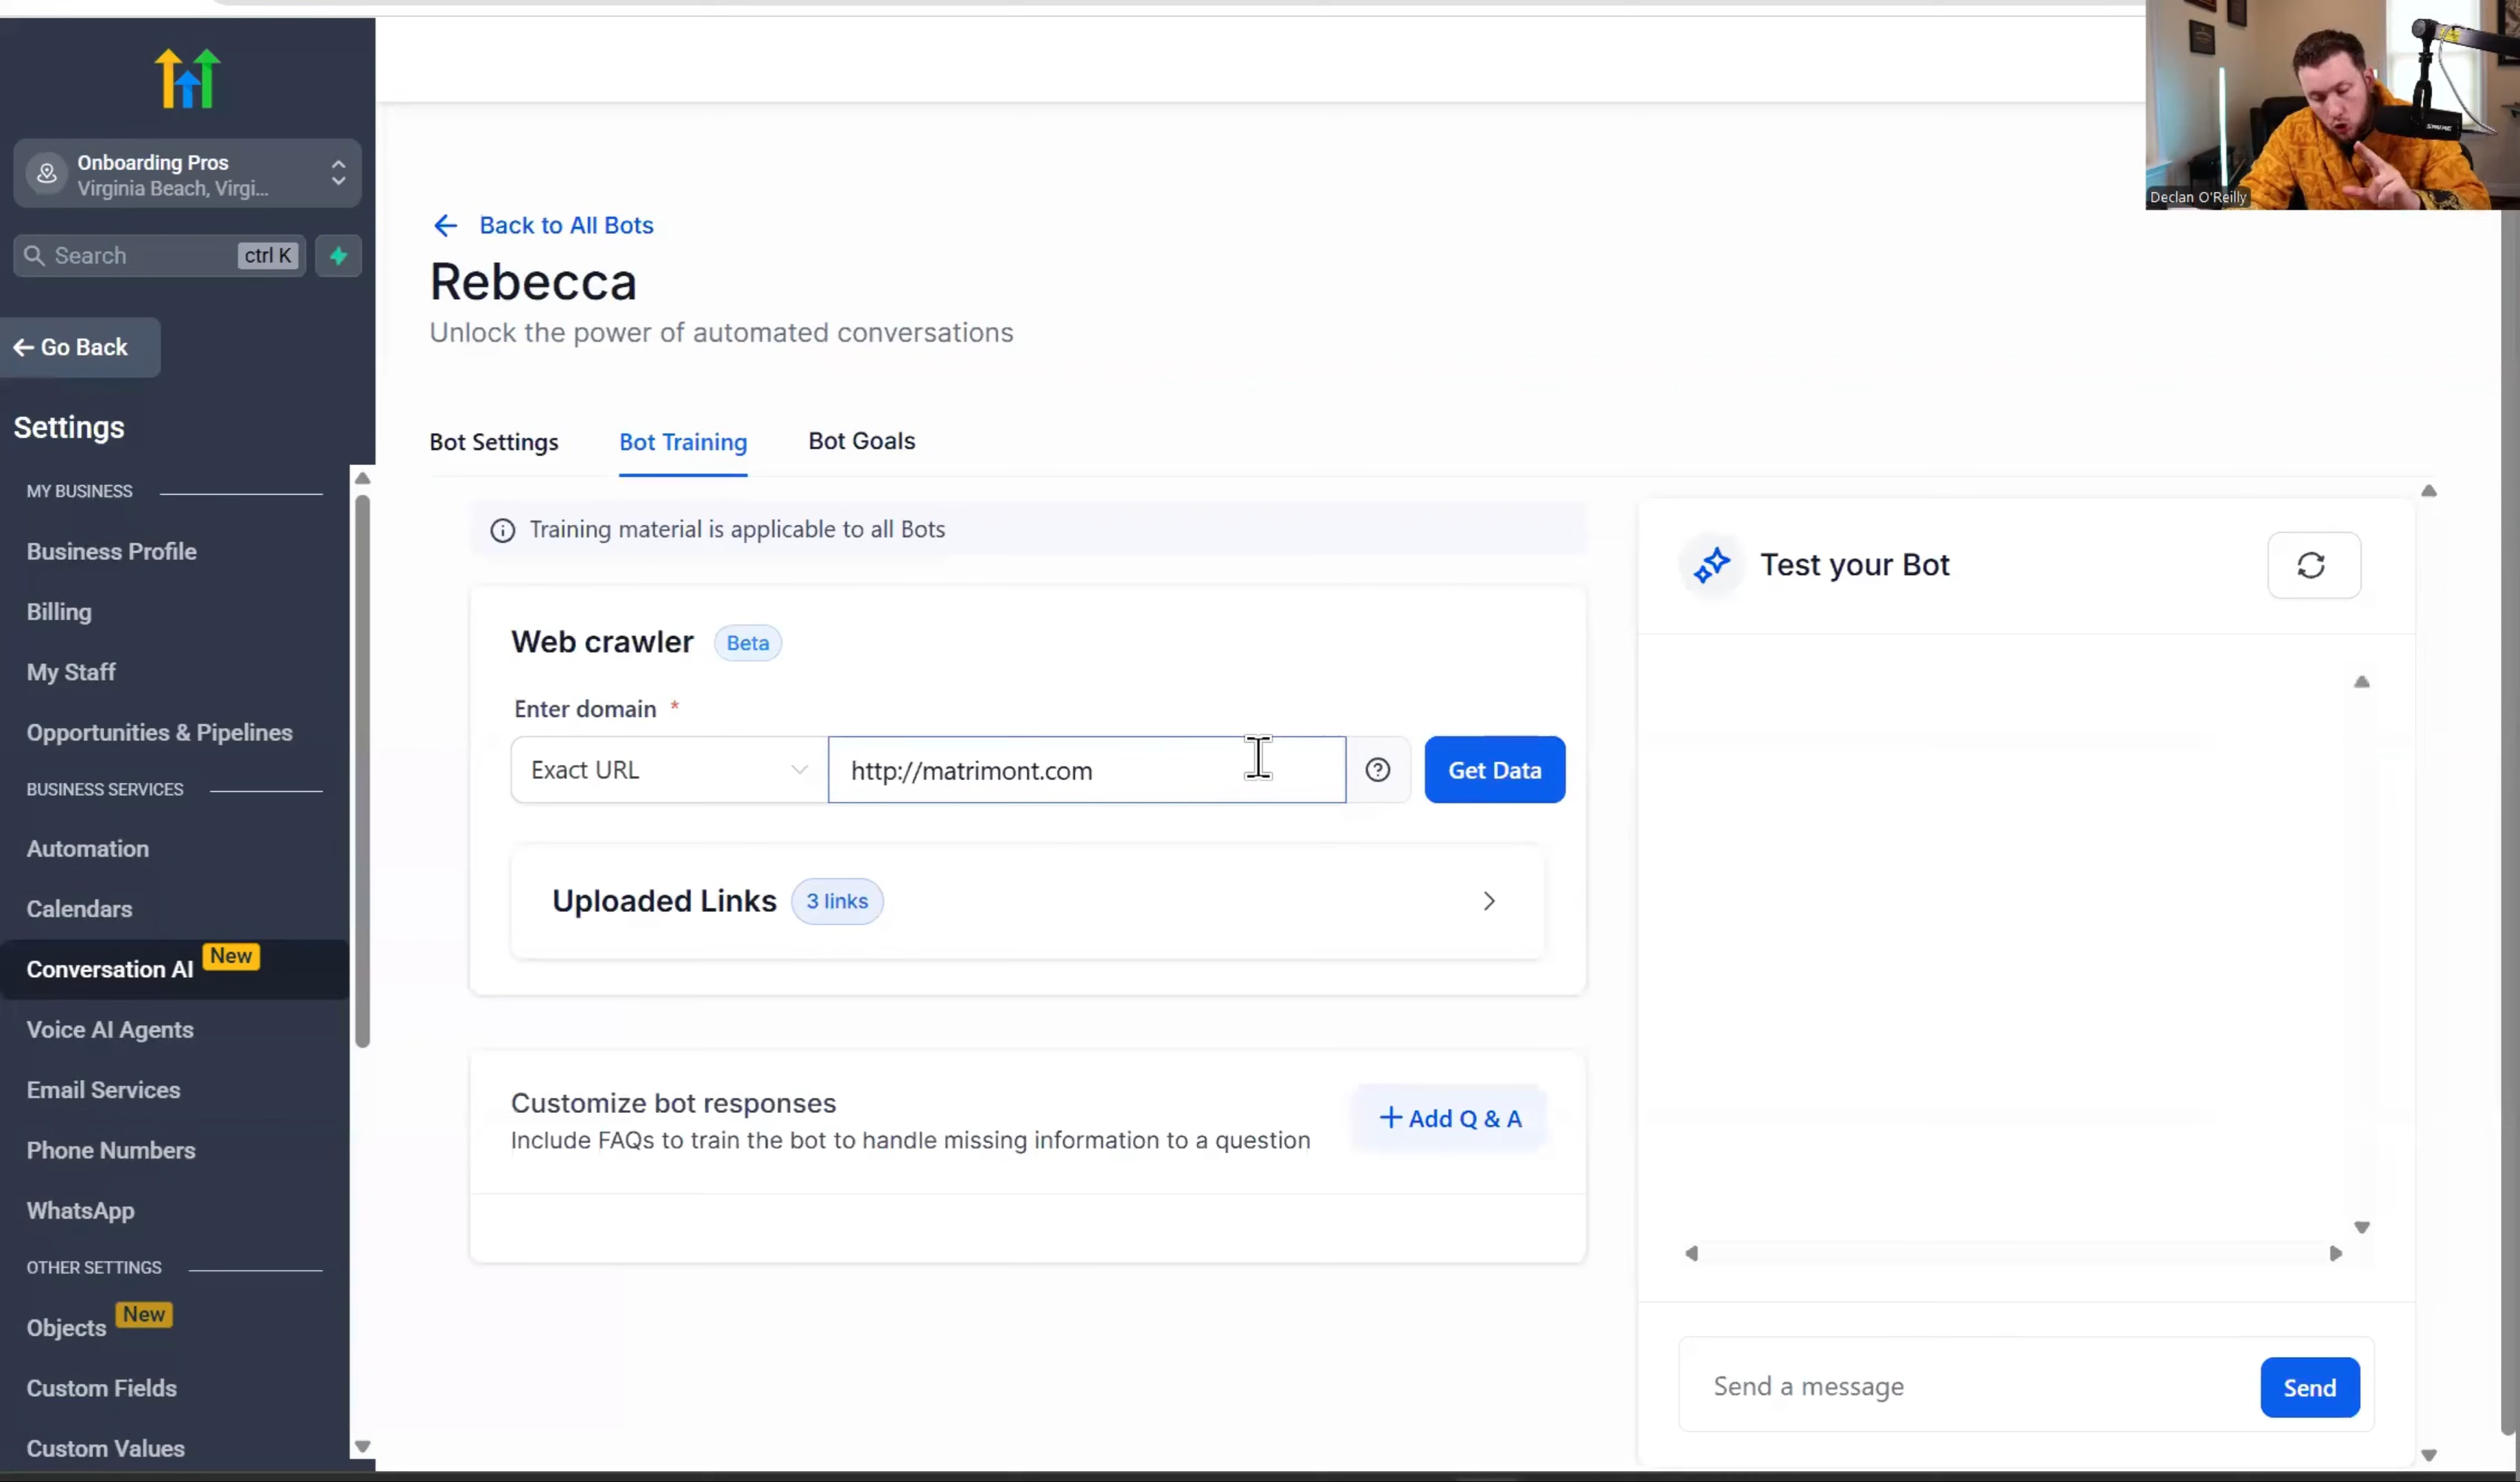 Onboarding Pros
Virginia Beach, Virgi...
Search
ctrl K
Go Back
Settings
MY BUSINESS
Business Profile
Billing
My Staff
Opportunities & Pipelines
BUSINESS SERVICES
Automation
Calendars
Conversation AI New
Voice AI Agents
Email Services
Phone Numbers
WhatsApp
OTHER SETTINGS
Objects New
Custom Fields
Custom Values
Back to All Bots
Rebecca
Unlock the power of automated conversations
Bot Settings
Bot Training
Bot Goals
Training material is applicable to all Bots
Web crawler Beta
Enter domain *
Exact URL
http://matrimont.com
Get Data
Uploaded Links 3 links
Customize bot responses
Include FAQs to train the bot to handle missing information to a question
+ Add Q & A
Test your Bot
Send a message
Send
Declan O'Reilly
SHURE